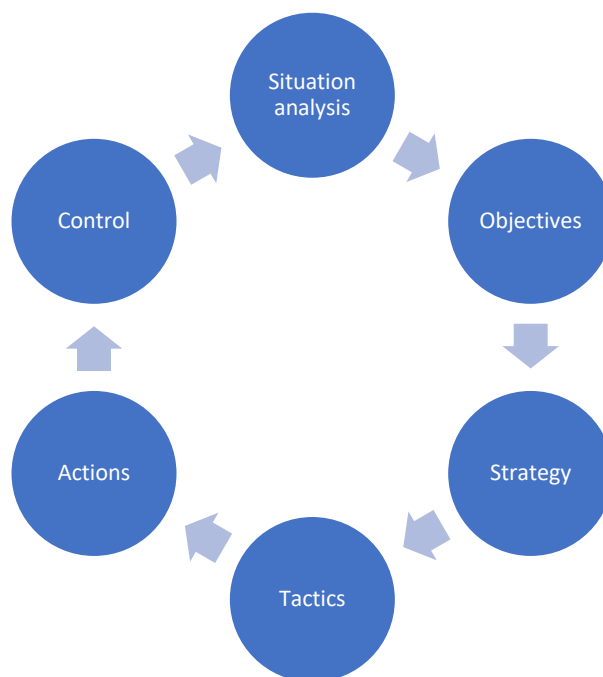 Situation
analysis
Objectives
Strategy
Tactics
Actions
Control